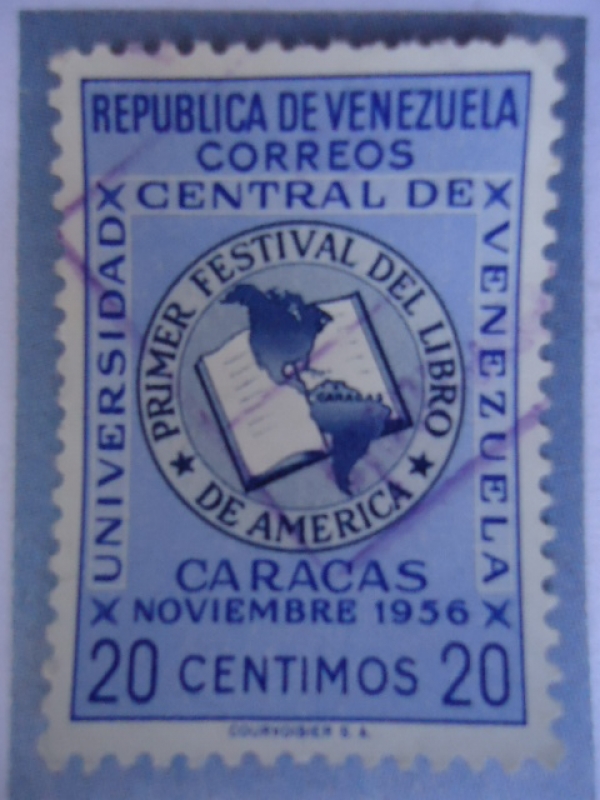 REPUBLICA DE VENEZUELA
CORREOS
UNIVERSIDAD
CENTRAL DE
VENEZUELA
PRIMER FESTIVAL DEL LIBRO
DE AMERICA
CARACAS
CARACAS
NOVIEMBRE 1956
20 CENTIMOS 20
COURVOISIER S. A.